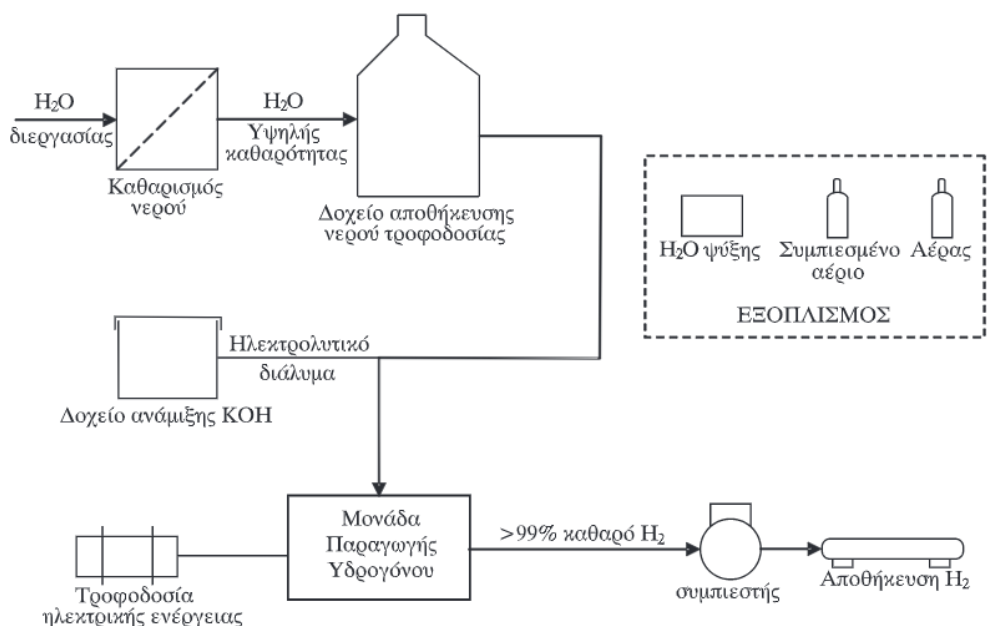 H₂O
διεργασίας
Καθαρισμός
νερού
H₂O
Υψηλής
καθαρότητας
Δοχείο αποθήκευσης
νερού τροφοδοσίας
H₂O ψύξης
Συμπιεσμένο
αέριο
Αέρας
ΕΞΟΠΛΙΣΜΟΣ
Ηλεκτρολυτικό
διάλυμα
Δοχείο ανάμιξης KOH
Μονάδα
Παραγωγής
Υδρογόνου
Τροφοδοσία
ηλεκτρικής ενέργειας
>99% καθαρό H₂
συμπιεστής
Αποθήκευση H₂